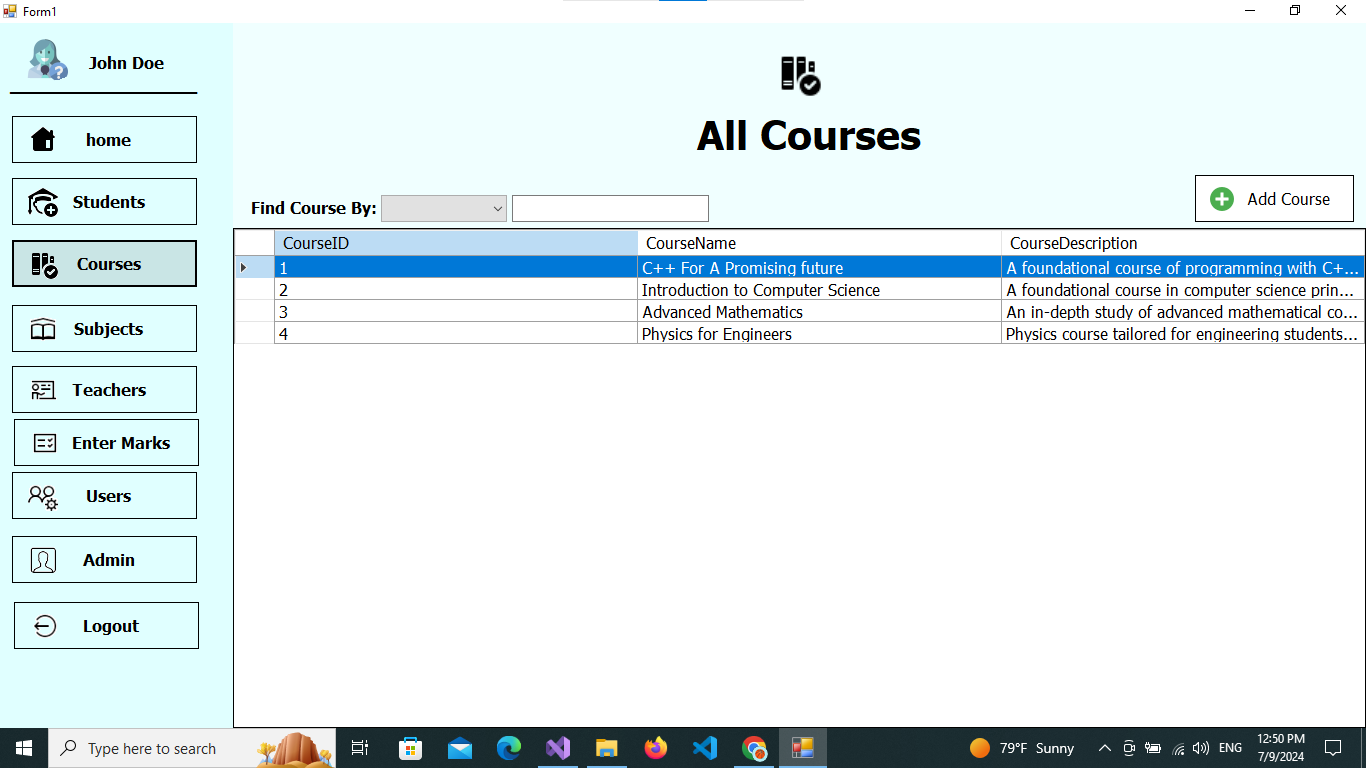 Form1
John Doe
home
Students
Courses
Subjects
Teachers
Enter Marks
Users
Admin
Logout
All Courses
Find Course By:
Add Course
CourseID CourseName CourseDescription
1 C++ For A Promising future A foundational course of programming with C+...
2 Introduction to Computer Science A foundational course in computer science prin...
3 Advanced Mathematics An in-depth study of advanced mathematical co...
4 Physics for Engineers Physics course tailored for engineering students...
Type here to search
79°F Sunny
ENG
12:50 PM
7/9/2024